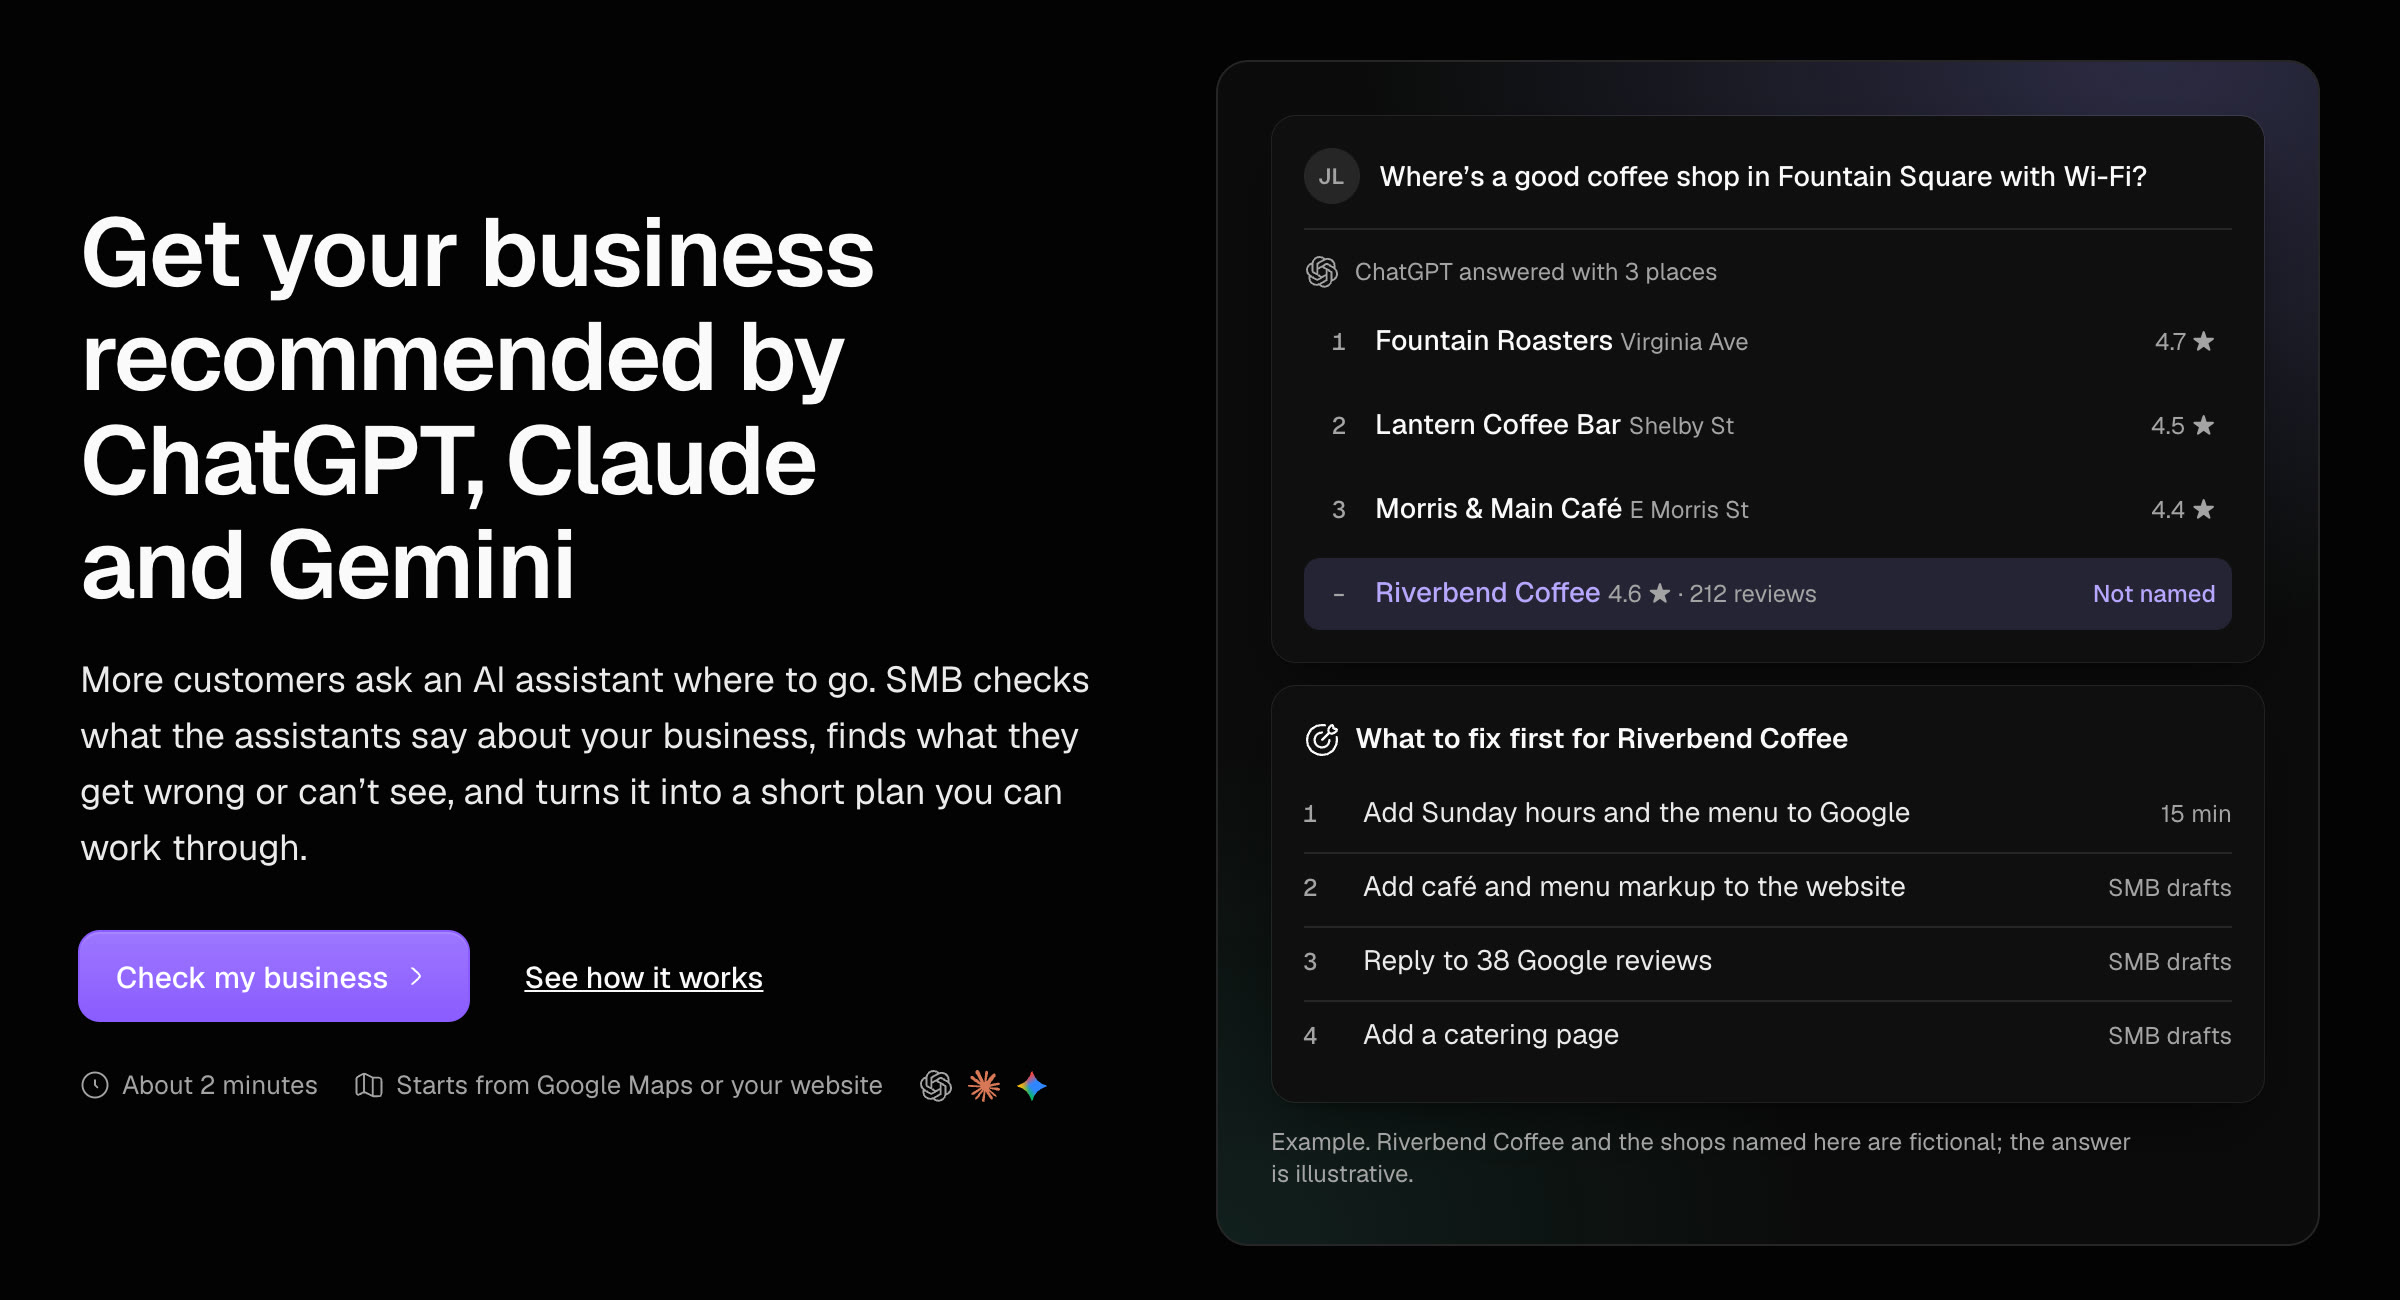 Get your business
recommended by
ChatGPT, Claude
and Gemini
More customers ask an AI assistant where to go. SMB checks
what the assistants say about your business, finds what they
get wrong or can’t see, and turns it into a short plan you can
work through.
Check my business
See how it works
About 2 minutes
Starts from Google Maps or your website
JL
Where’s a good coffee shop in Fountain Square with Wi-Fi?
ChatGPT answered with 3 places
1 Fountain Roasters Virginia Ave 4.7 ★
2 Lantern Coffee Bar Shelby St 4.5 ★
3 Morris & Main Café E Morris St 4.4 ★
– Riverbend Coffee 4.6 ★ · 212 reviews Not named
What to fix first for Riverbend Coffee
1 Add Sunday hours and the menu to Google 15 min
2 Add café and menu markup to the website SMB drafts
3 Reply to 38 Google reviews SMB drafts
4 Add a catering page SMB drafts
Example. Riverbend Coffee and the shops named here are fictional; the answer
is illustrative.